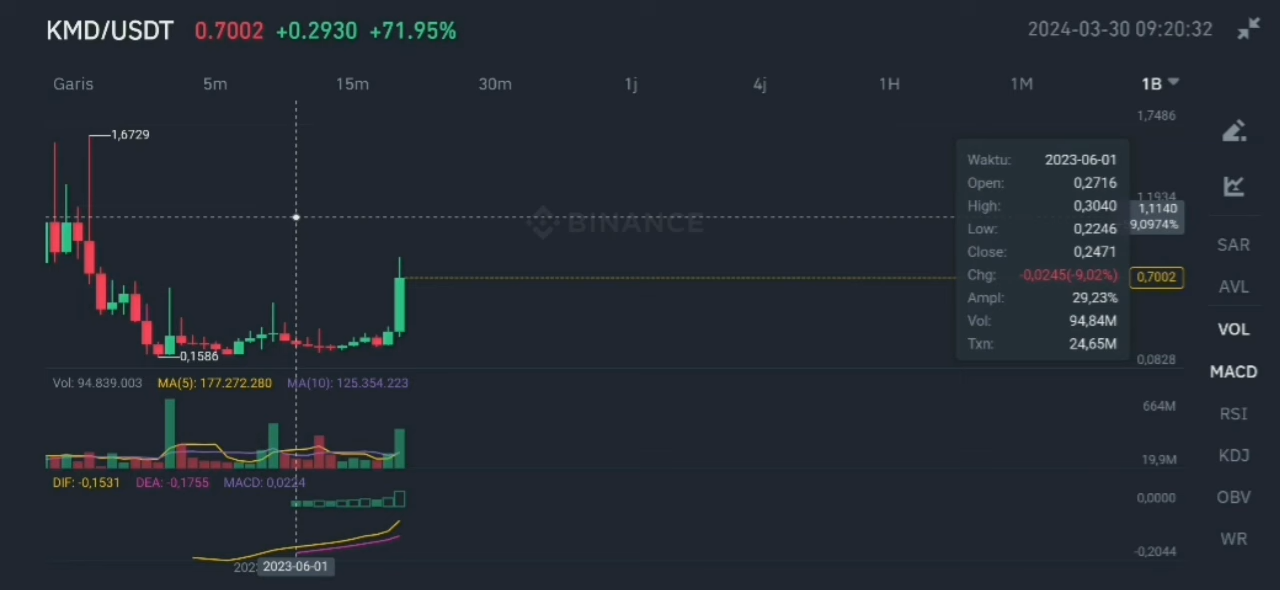 KMD/USDT 0.7002 +0.2930 +71.95% 2024-03-30 09:20:32
Garis 5m 15m 30m 1j 4j 1H 1M 1B
1,7486
1,6729
Waktu: 2023-06-01
Open: 0,2716
High: 0,3040
Low: 0,2246
Close: 0,2471
Chg: -0,0245(-9,02%)
Ampl: 29,23%
Vol: 94,84M
Txn: 24,65M
1,1934
1,1140
9,0974%
BINANCE
0,7002
0,1586
0,0828
SAR
AVL
VOL
MACD
RSI
KDJ
OBV
WR
Vol: 94.839.003 MA(5): 177.272.280 MA(10): 125.354.223
664M
19,9M
DIF: -0,1531 DEA: -0,1755 MACD: 0,0224
0,0000
-0,2044
2023-06-01